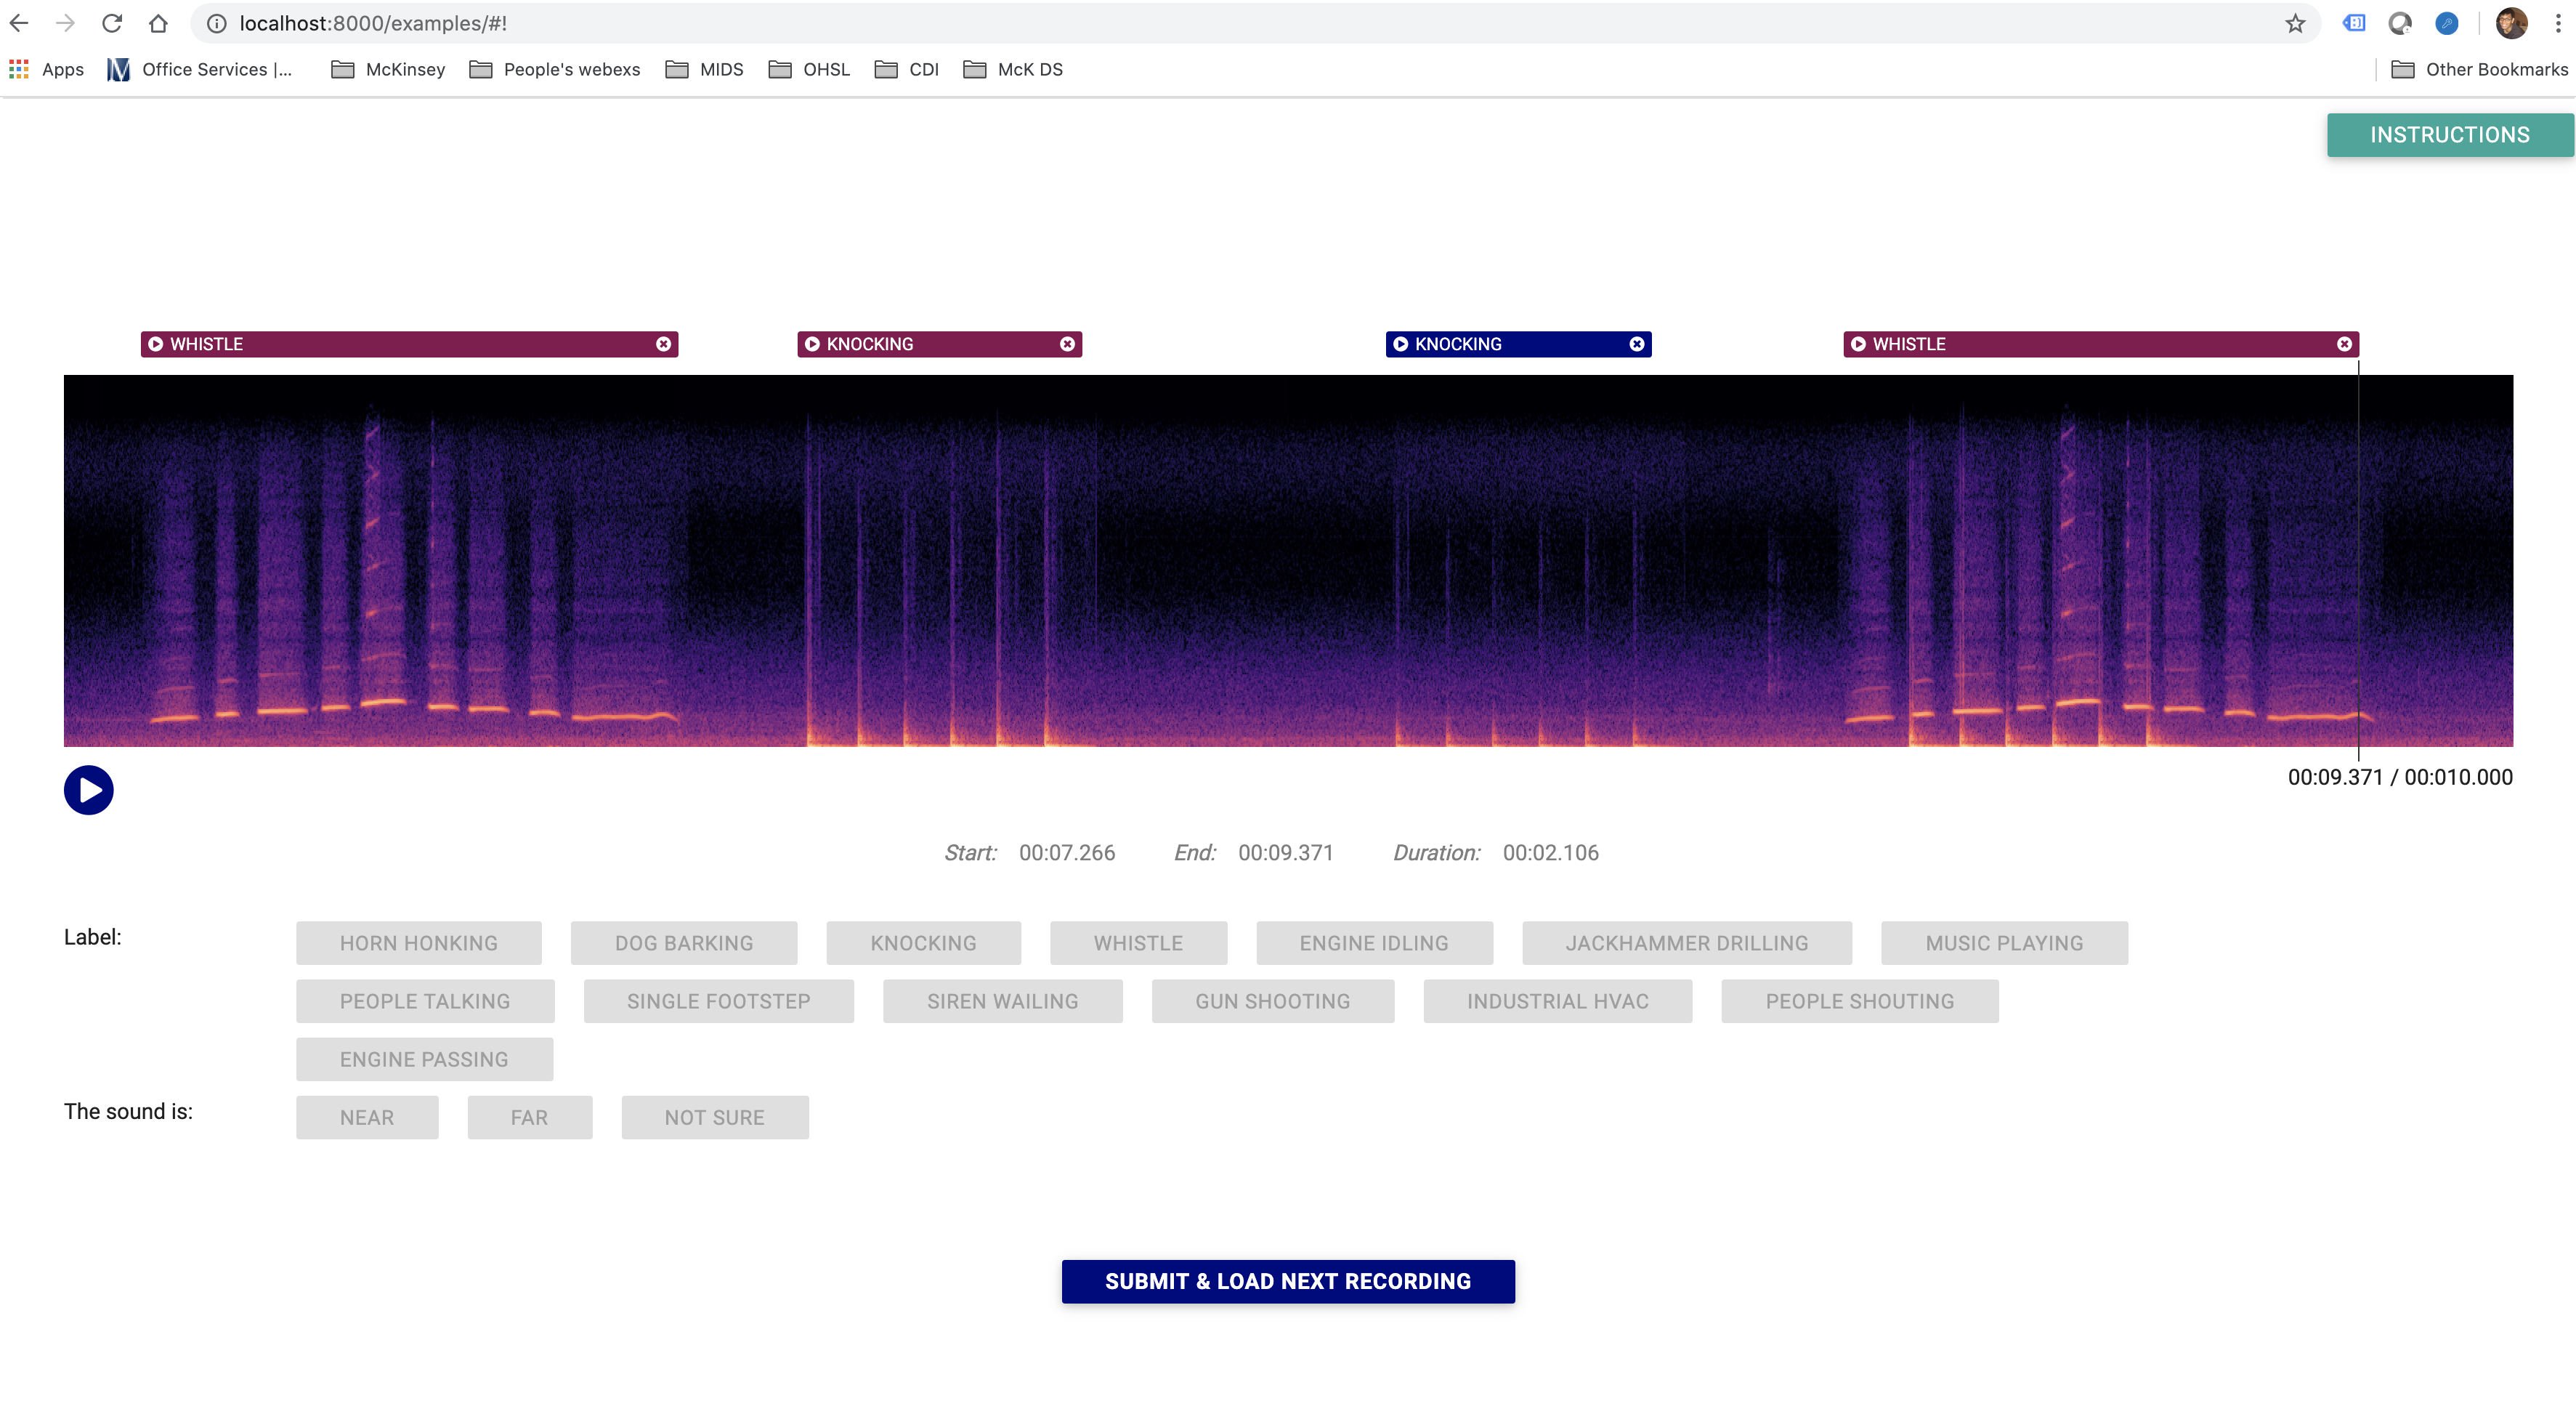 localhost:8000/examples/#!
Apps Office Services |... McKinsey People's webexs MIDS OHSL CDI McK DS Other Bookmarks
INSTRUCTIONS
WHISTLE KNOCKING KNOCKING WHISTLE
00:09.371 / 00:010.000
Start: 00:07.266 End: 00:09.371 Duration: 00:02.106
Label: HORN HONKING DOG BARKING KNOCKING WHISTLE ENGINE IDLING JACKHAMMER DRILLING MUSIC PLAYING
PEOPLE TALKING SINGLE FOOTSTEP SIREN WAILING GUN SHOOTING INDUSTRIAL HVAC PEOPLE SHOUTING
ENGINE PASSING
The sound is: NEAR FAR NOT SURE
SUBMIT & LOAD NEXT RECORDING